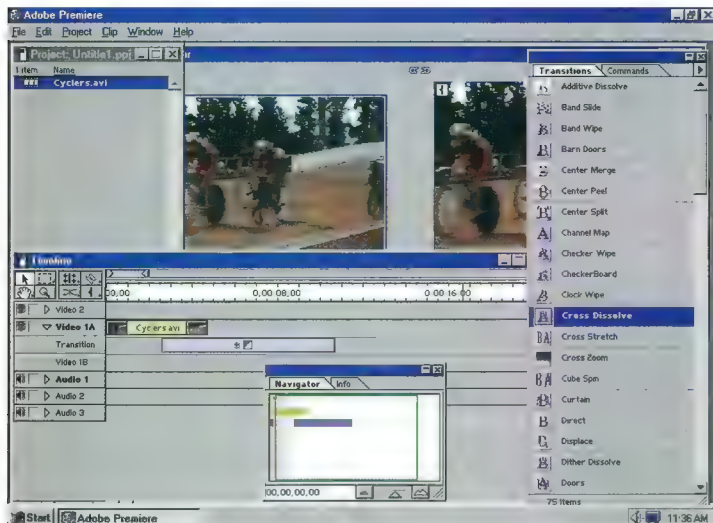 Adobe Premiere
File Edit Project Clip Window Help
Project: Untitle1.ppj
1 item Name
Cyclers.avi
Transitions Commands
Additive Dissolve
Band Slide
Band Wipe
Barn Doors
Center Merge
Center Peel
Center Split
Channel Map
Checker Wipe
CheckerBoard
Clock Wipe
Cross Dissolve
Cross Stretch
Cross Zoom
Cube Spin
Curtain
Direct
Displace
Dither Dissolve
Doors
75 Items
Timeline
00;00 0;00;08;00 0;00;16;00
Video 2
Video 1A Cyclers.avi
Transition
Video 1B
Audio 1
Audio 2
Audio 3
Navigator Info
00,00,00,00
Start Adobe Premiere 11:36 AM